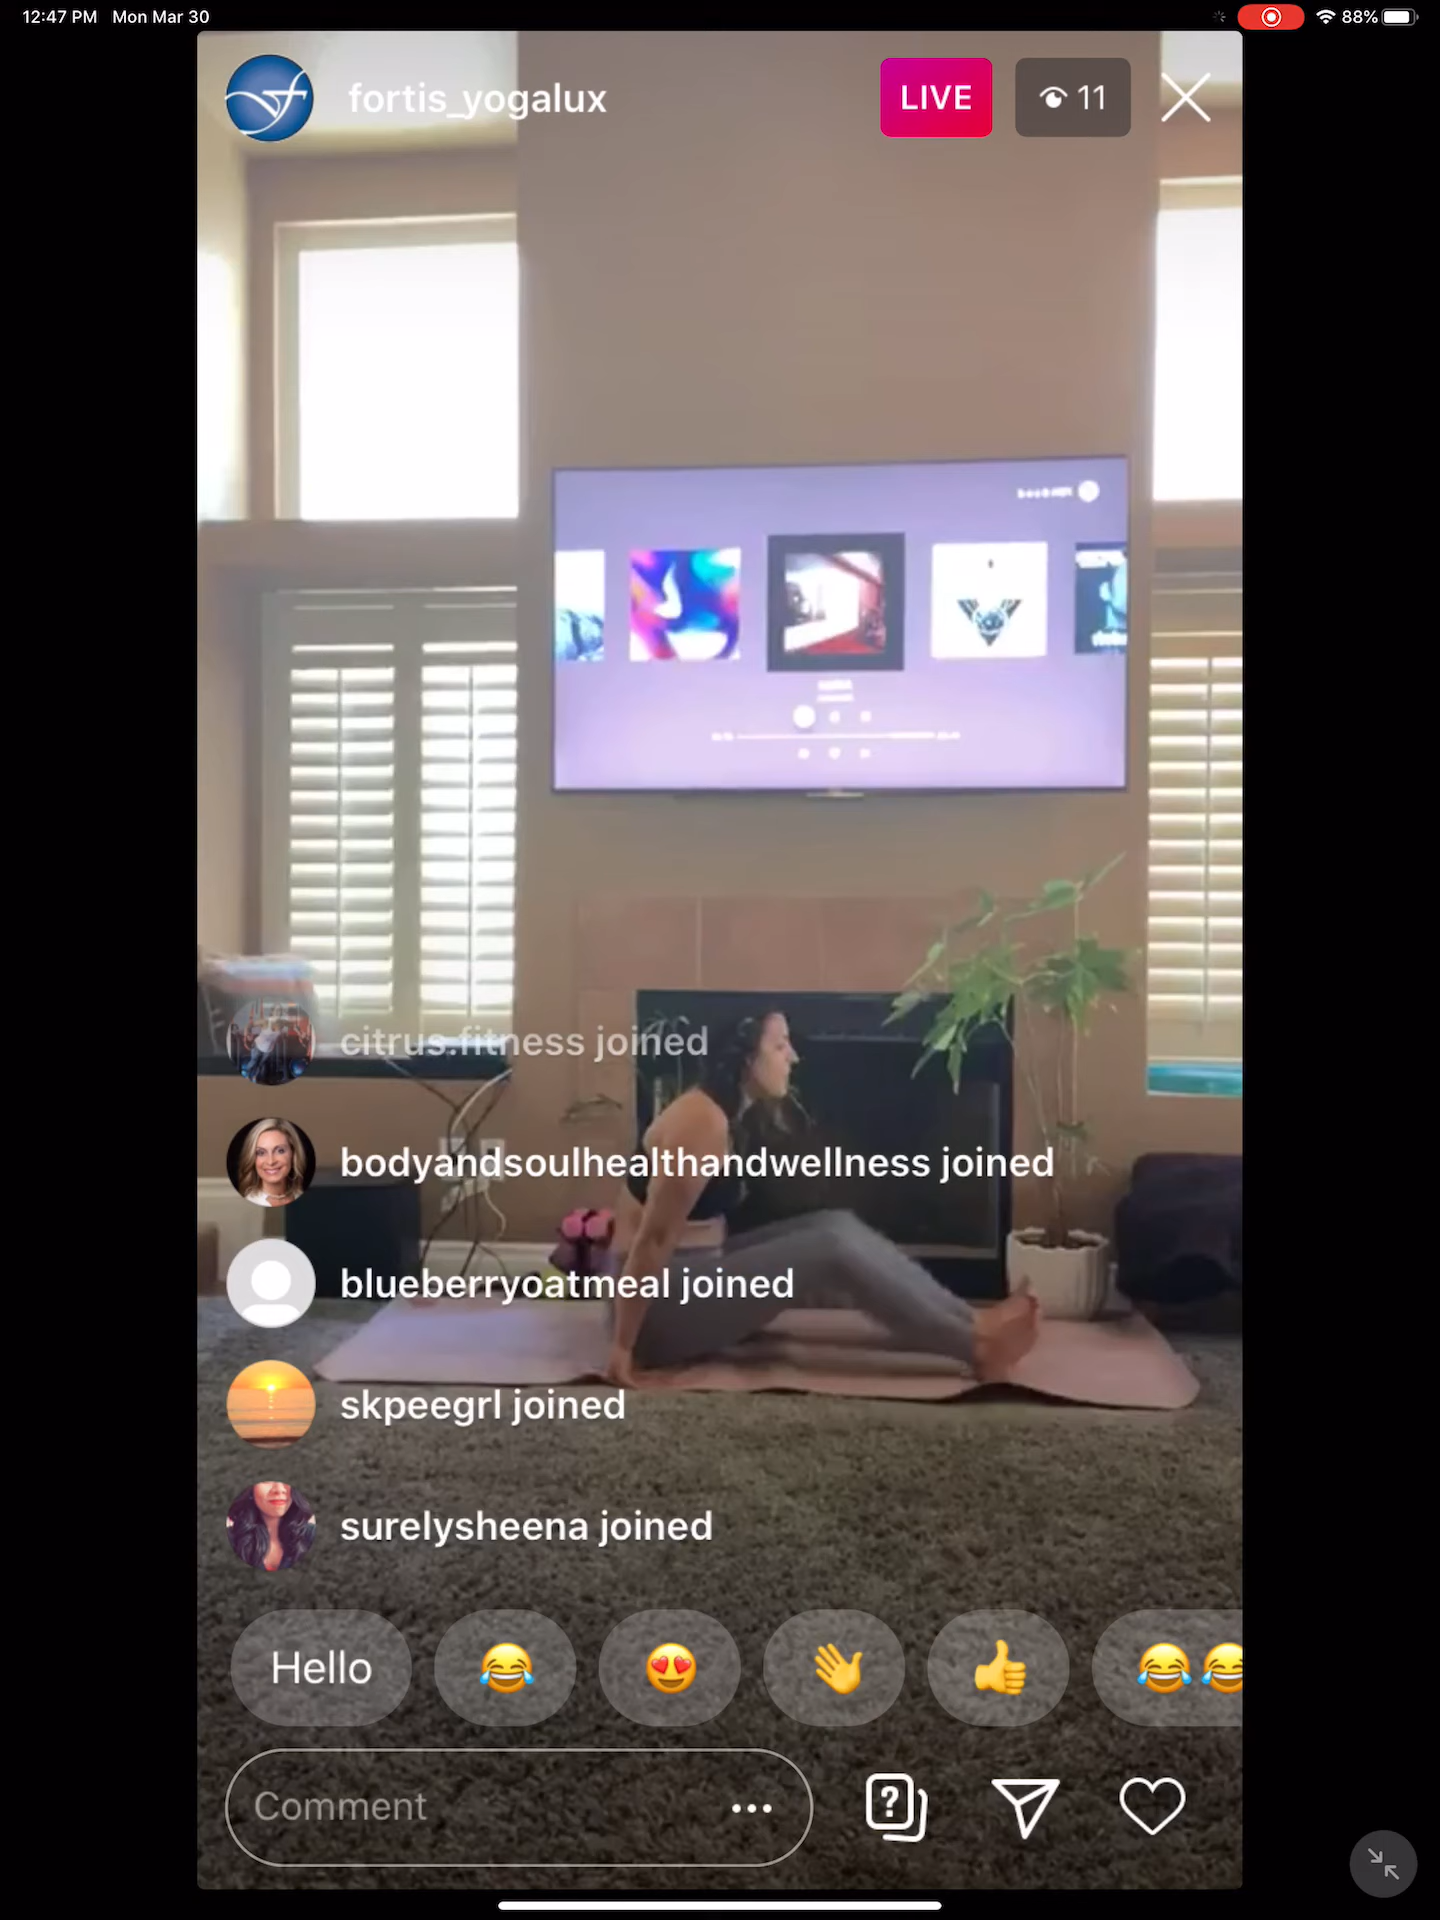 12:47 PM Mon Mar 30
88%
fortis_yogalux
LIVE
11
citrus.fitness joined
bodyandsoulhealthandwellness joined
blueberryoatmeal joined
skpeegrl joined
surelysheena joined
Hello
Comment